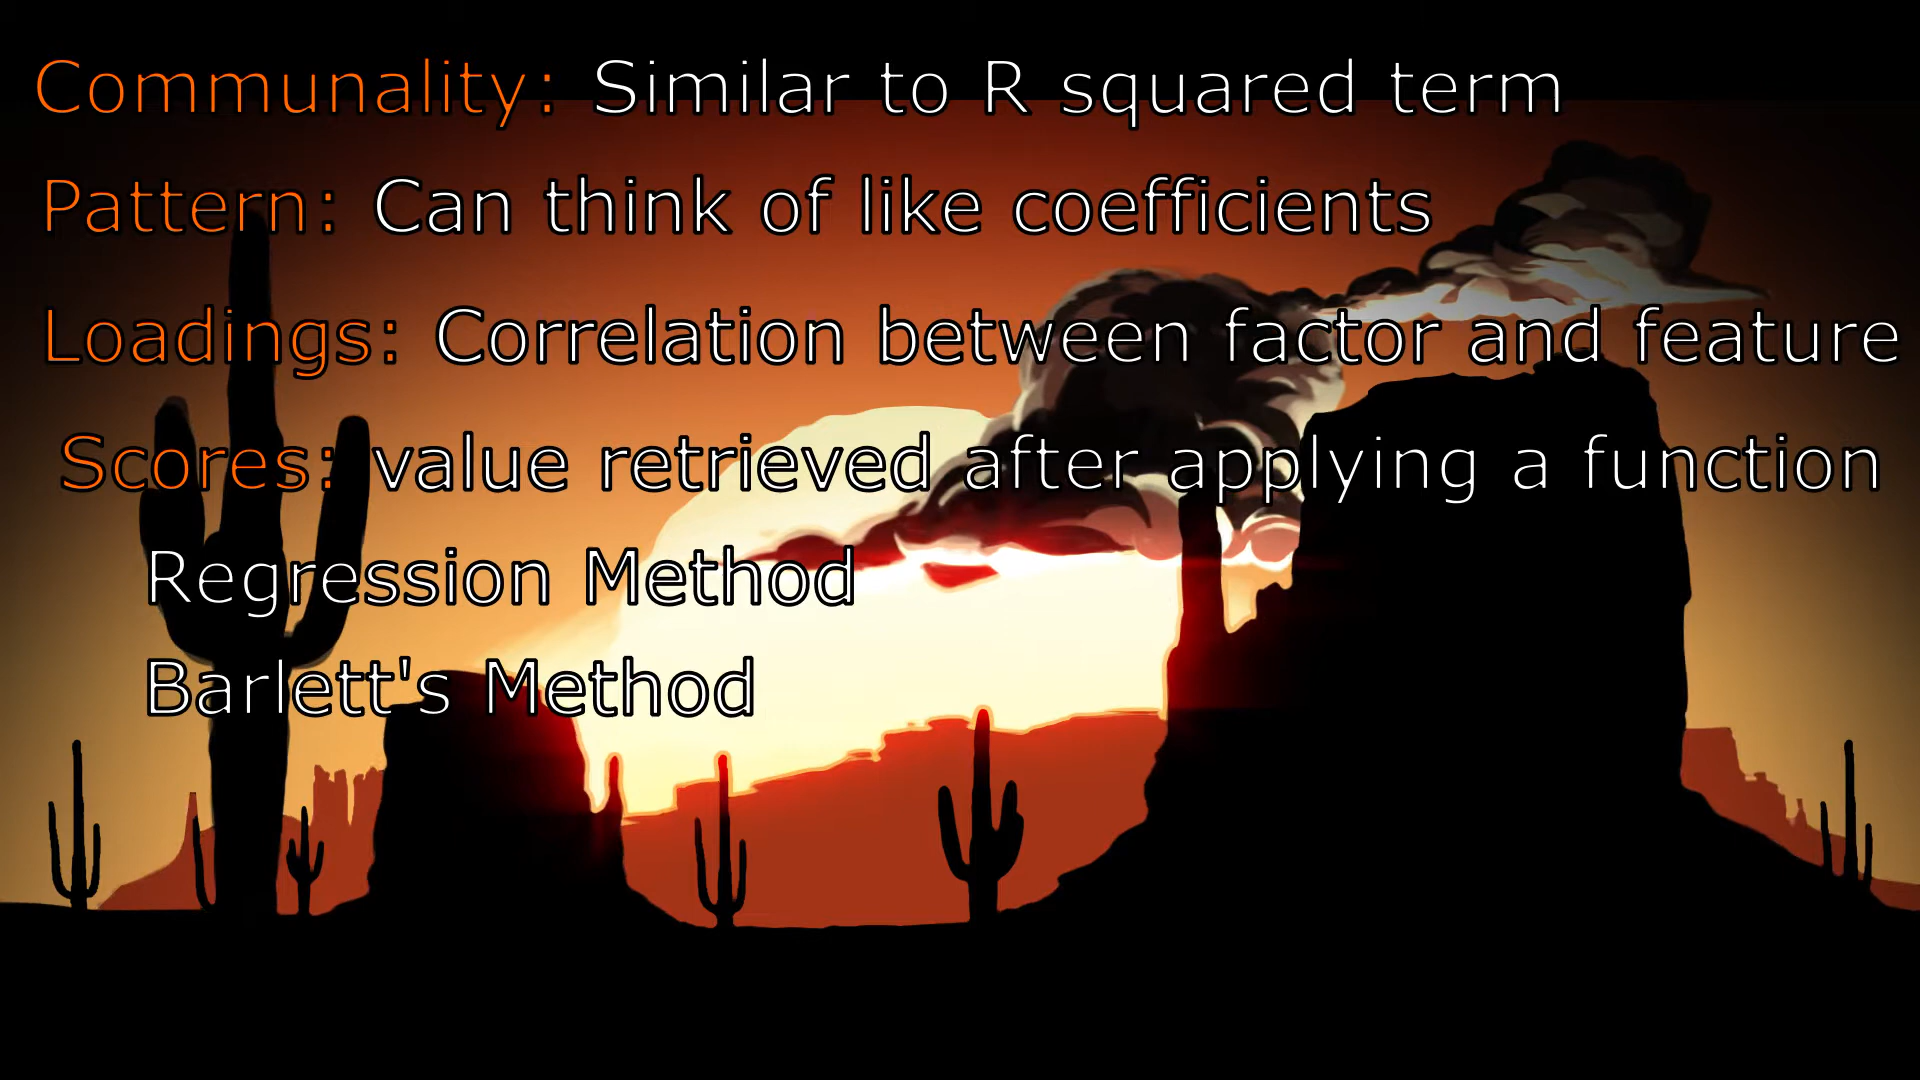 Communality: Similar to R squared term
Pattern: Can think of like coefficients
Loadings: Correlation between factor and feature
Scores: value retrieved after applying a function
Regression Method
Barlett's Method